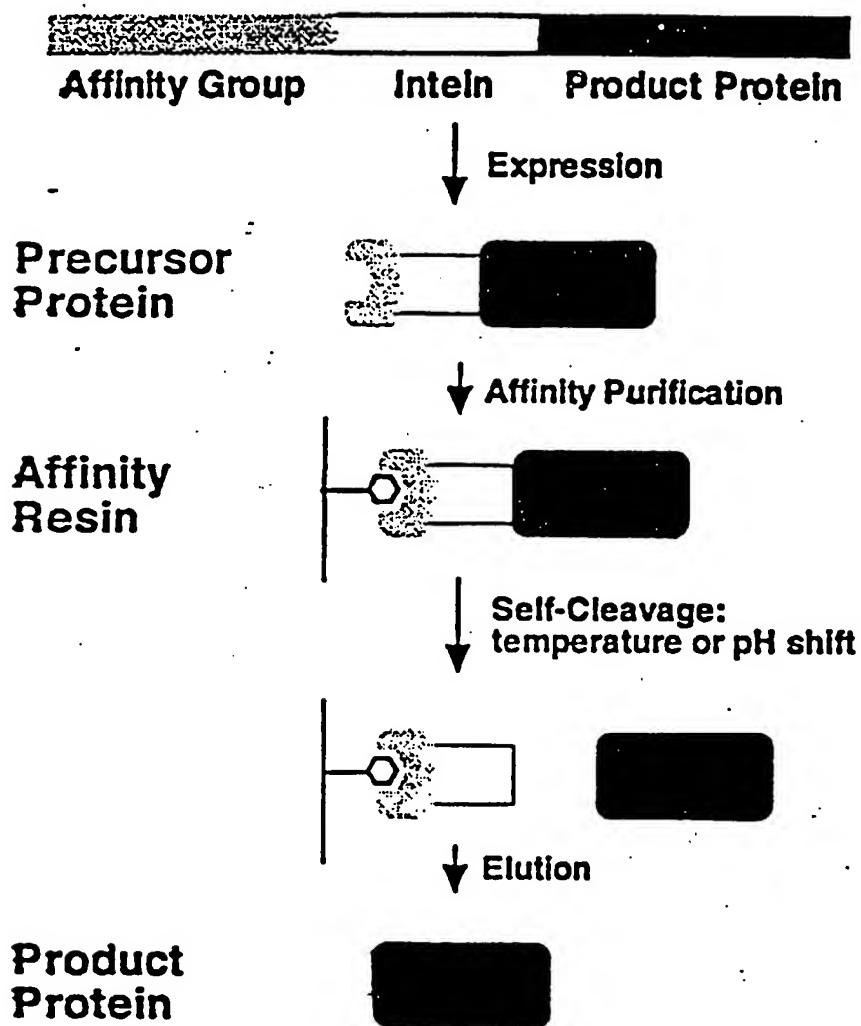 Affinity Group Intein Product Protein
Expression
Precursor
Protein
Affinity Purification
Affinity
Resin
Self-Cleavage:
temperature or pH shift
Elution
Product
Protein